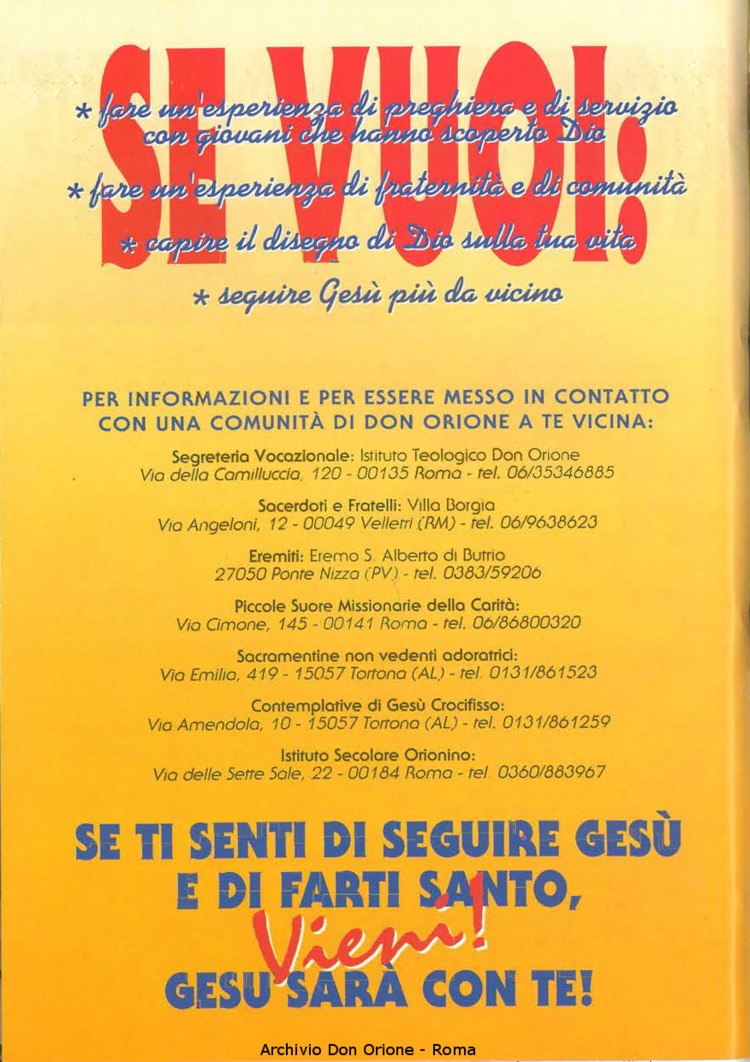 SE VUOI:
* fare un'esperienza di preghiera e di servizio
con giovani che hanno scoperto Dio
* fare un'esperienza di fraternità e di comunità
* capire il disegno di Dio sulla tua vita
* seguire Gesù più da vicino
PER INFORMAZIONI E PER ESSERE MESSO IN CONTATTO
CON UNA COMUNITÀ DI DON ORIONE A TE VICINA:
Segreteria Vocazionale: Istituto Teologico Don Orione
Via della Camilluccia, 120 - 00135 Roma - tel. 06/35346885
Sacerdoti e Fratelli: Villa Borgia
Via Angeloni, 12 - 00049 Velletri (RM) - tel. 06/9638623
Eremiti: Eremo S. Alberto di Butrio
27050 Ponte Nizza (PV) - tel. 0383/59206
Piccole Suore Missionarie della Carità:
Via Cimone, 145 - 00141 Roma - tel. 06/86800320
Sacramentine non vedenti adoratrici:
Via Emilia, 419 - 15057 Tortona (AL) - tel. 0131/861523
Contemplative di Gesù Crocifisso:
Via Amendola, 10 - 15057 Tortona (AL) - tel. 0131/861259
Istituto Secolare Orionino:
Via delle Sette Sale, 22 - 00184 Roma - tel. 0360/883967
SE TI SENTI DI SEGUIRE GESÙ
E DI FARTI SANTO,
Vieni!
GESU SARÀ CON TE!
Archivio Don Orione - Roma